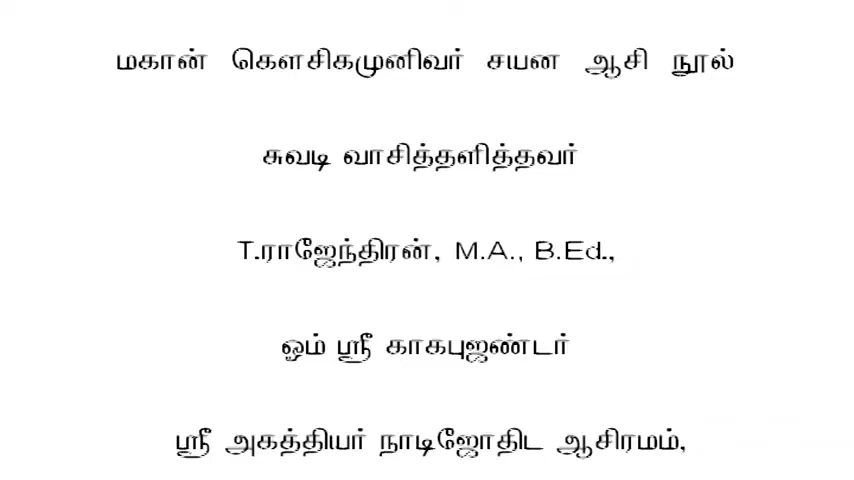 மகான் கௌசிகமுனிவர் சயன ஆசி நூல்
சுவடி வாசித்தளித்தவர்
T.ராஜேந்திரன், M.A., B.Ed.,
ஓம் ஸ்ரீ காகபுஜண்டர்
ஸ்ரீ அகத்தியர் நாடிஜோதிட ஆசிரமம்,